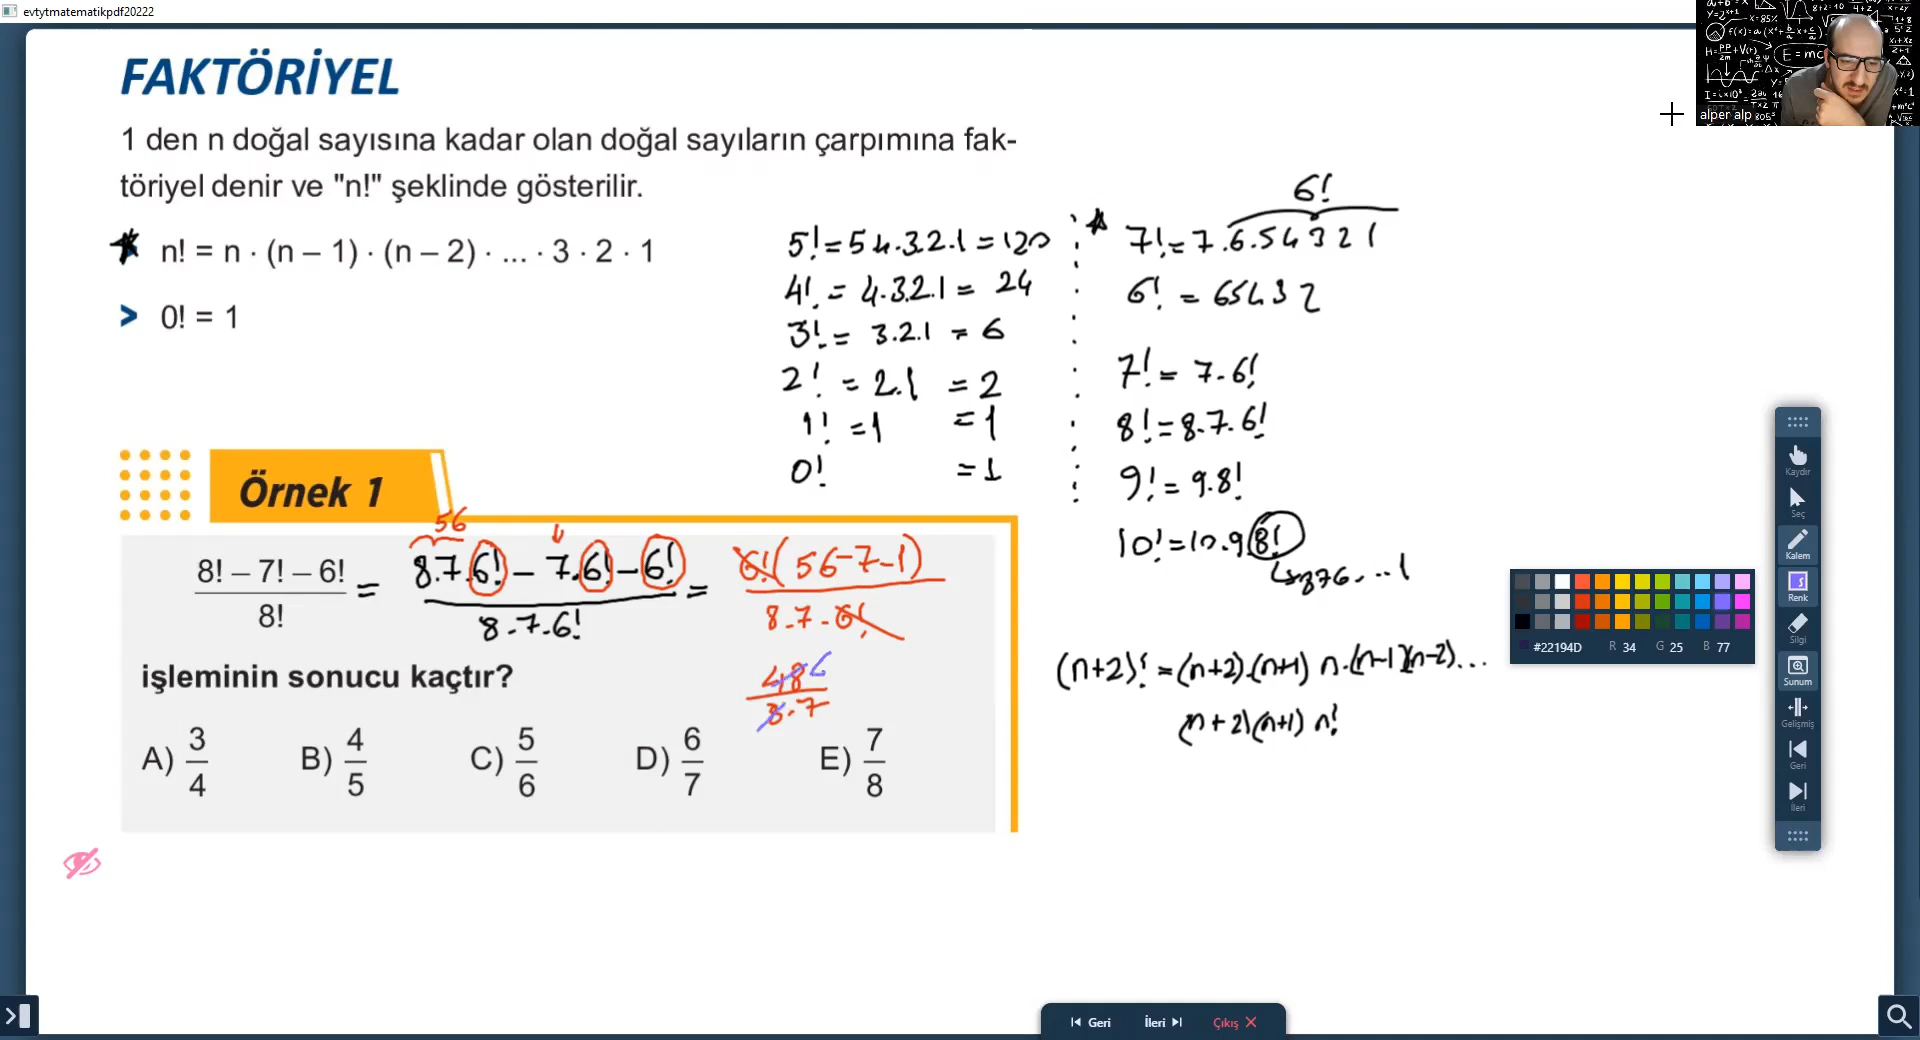 evtytmatematikpdf20222
alper alp
FAKTÖRİYEL
1 den n doğal sayısına kadar olan doğal sayıların çarpımına fak-
töriyel denir ve "n!" şeklinde gösterilir.
n! = n · (n – 1) · (n – 2) · ... · 3 · 2 · 1
> 0! = 1
5! = 5 4.3.2.1 = 120
4! = 4.3.2.1 = 24
3! = 3.2.1 = 6
2! = 2.1 = 2
1! = 1 = 1
0! = 1
6!
7! = 7.6.5 4 3 2 1
6! = 6 5 4 3 2
7! = 7.6!
8! = 8.7.6!
9! = 9.8!
10! = 10.9.8!
(n+2)! = (n+2).(n+1) n.(n-1)(n-2)...
(n+2)(n+1) n!
Örnek 1
56
8! – 7! – 6! / 8! = 8.7.6! – 7.6! – 6! / 8.7.6! = 6!(56-7-1) / 8.7.6!
48 6 / 8.7
işleminin sonucu kaçtır?
A) 3/4 B) 4/5 C) 5/6 D) 6/7 E) 7/8
#22194D R 34 G 25 B 77
Kaydır
Seç
Kalem
Renk
Silgi
Sunum
Gelişmiş
Geri
İleri
Geri İleri Çıkış